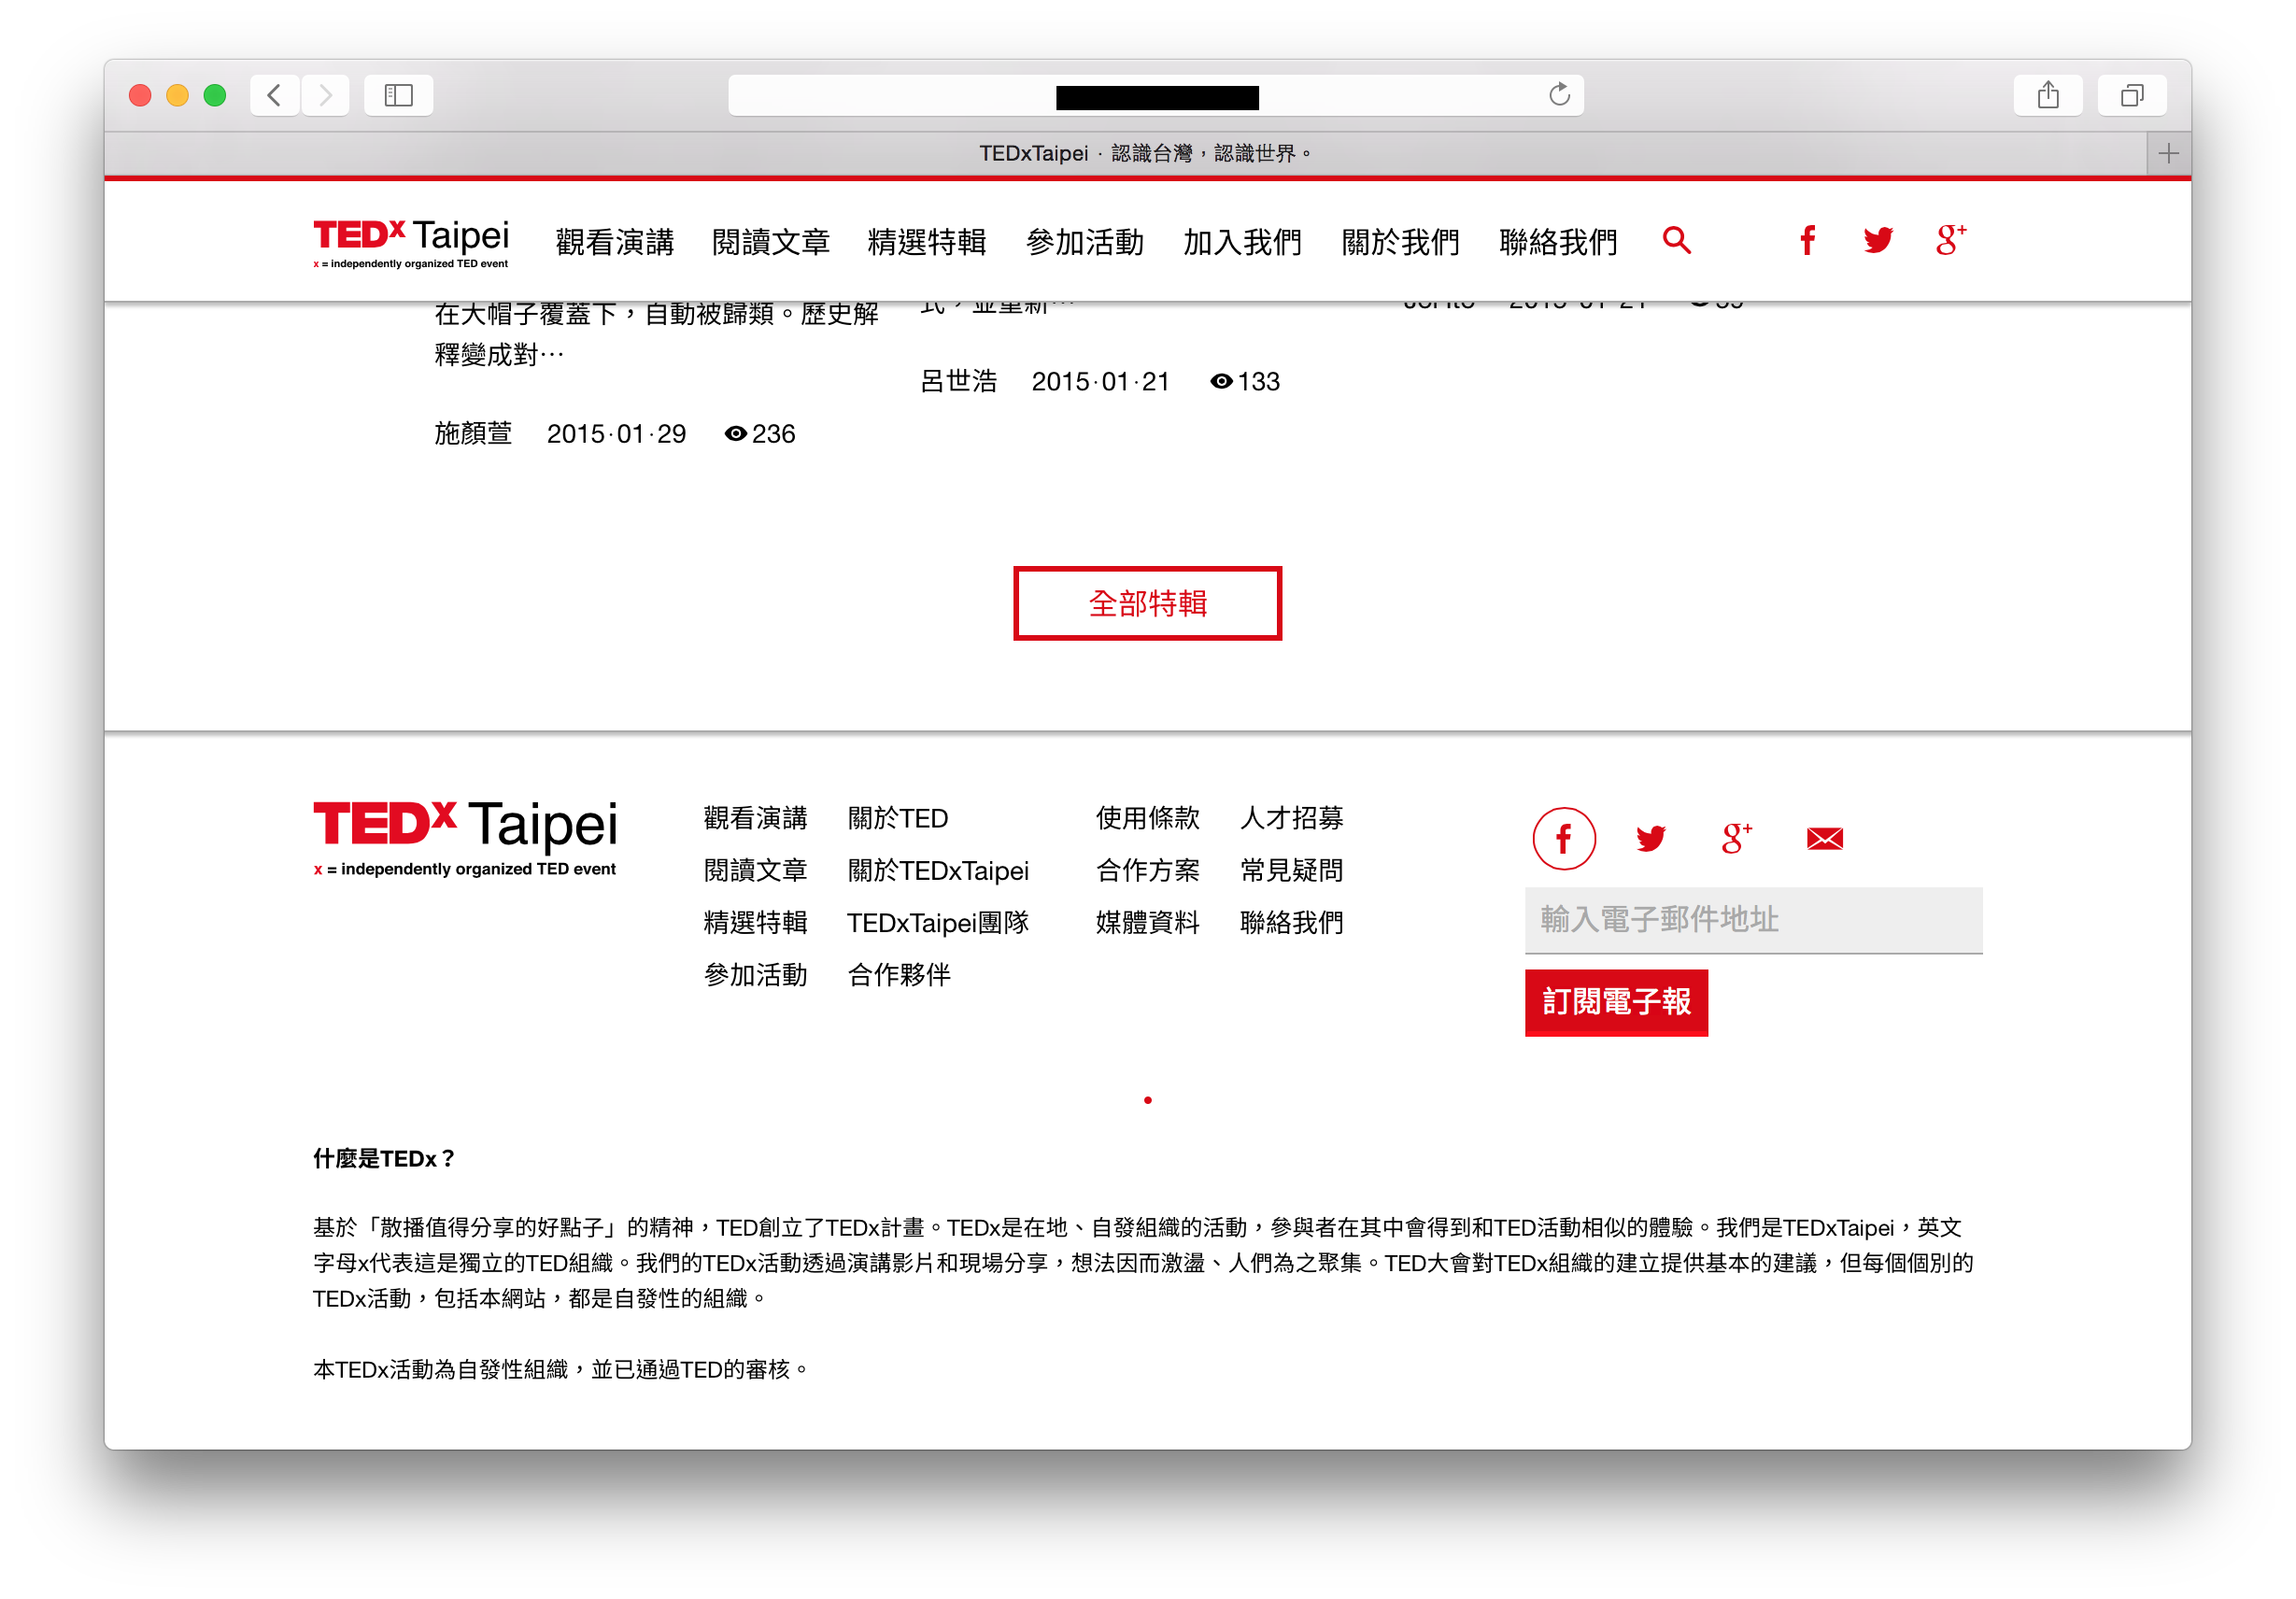 TEDxTaipei · 認識台灣，認識世界。
TEDx Taipei
x = independently organized TED event
觀看演講 閱讀文章 精選特輯 參加活動 加入我們 關於我們 聯絡我們
在大帽子覆蓋下，自動被歸類。歷史解
釋變成對…
施顏萱 2015·01·29 236
式，並重新…
呂世浩 2015·01·21 133
2015·01·21
全部特輯
TEDx Taipei
x = independently organized TED event
觀看演講 關於TED 使用條款 人才招募
閱讀文章 關於TEDxTaipei 合作方案 常見疑問
精選特輯 TEDxTaipei團隊 媒體資料 聯絡我們
參加活動 合作夥伴
輸入電子郵件地址
訂閱電子報
什麼是TEDx？
基於「散播值得分享的好點子」的精神，TED創立了TEDx計畫。TEDx是在地、自發組織的活動，參與者在其中會得到和TED活動相似的體驗。我們是TEDxTaipei，英文
字母x代表這是獨立的TED組織。我們的TEDx活動透過演講影片和現場分享，想法因而激盪、人們為之聚集。TED大會對TEDx組織的建立提供基本的建議，但每個個別的
TEDx活動，包括本網站，都是自發性的組織。
本TEDx活動為自發性組織，並已通過TED的審核。